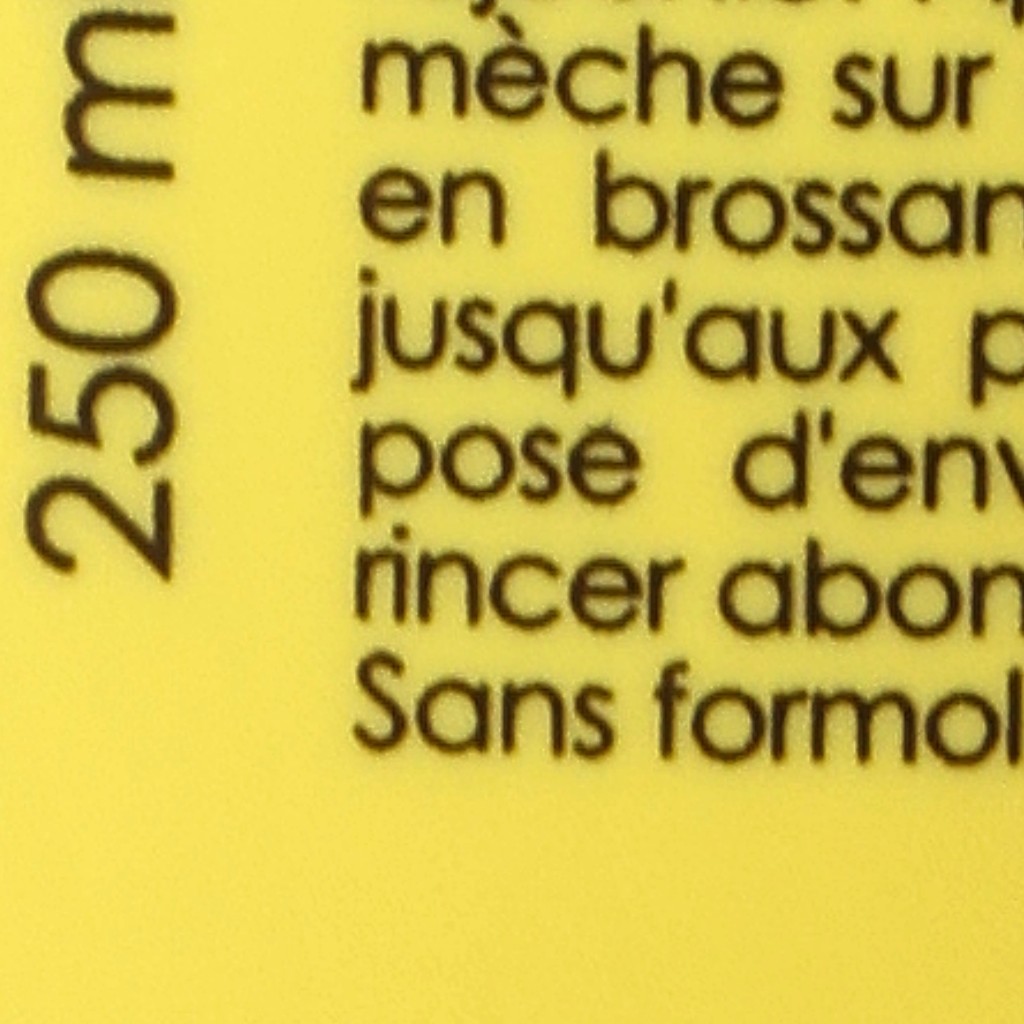 250 m
mèche sur
en brossan
jusqu'aux p
pose d'env
rincer abon
Sans formol